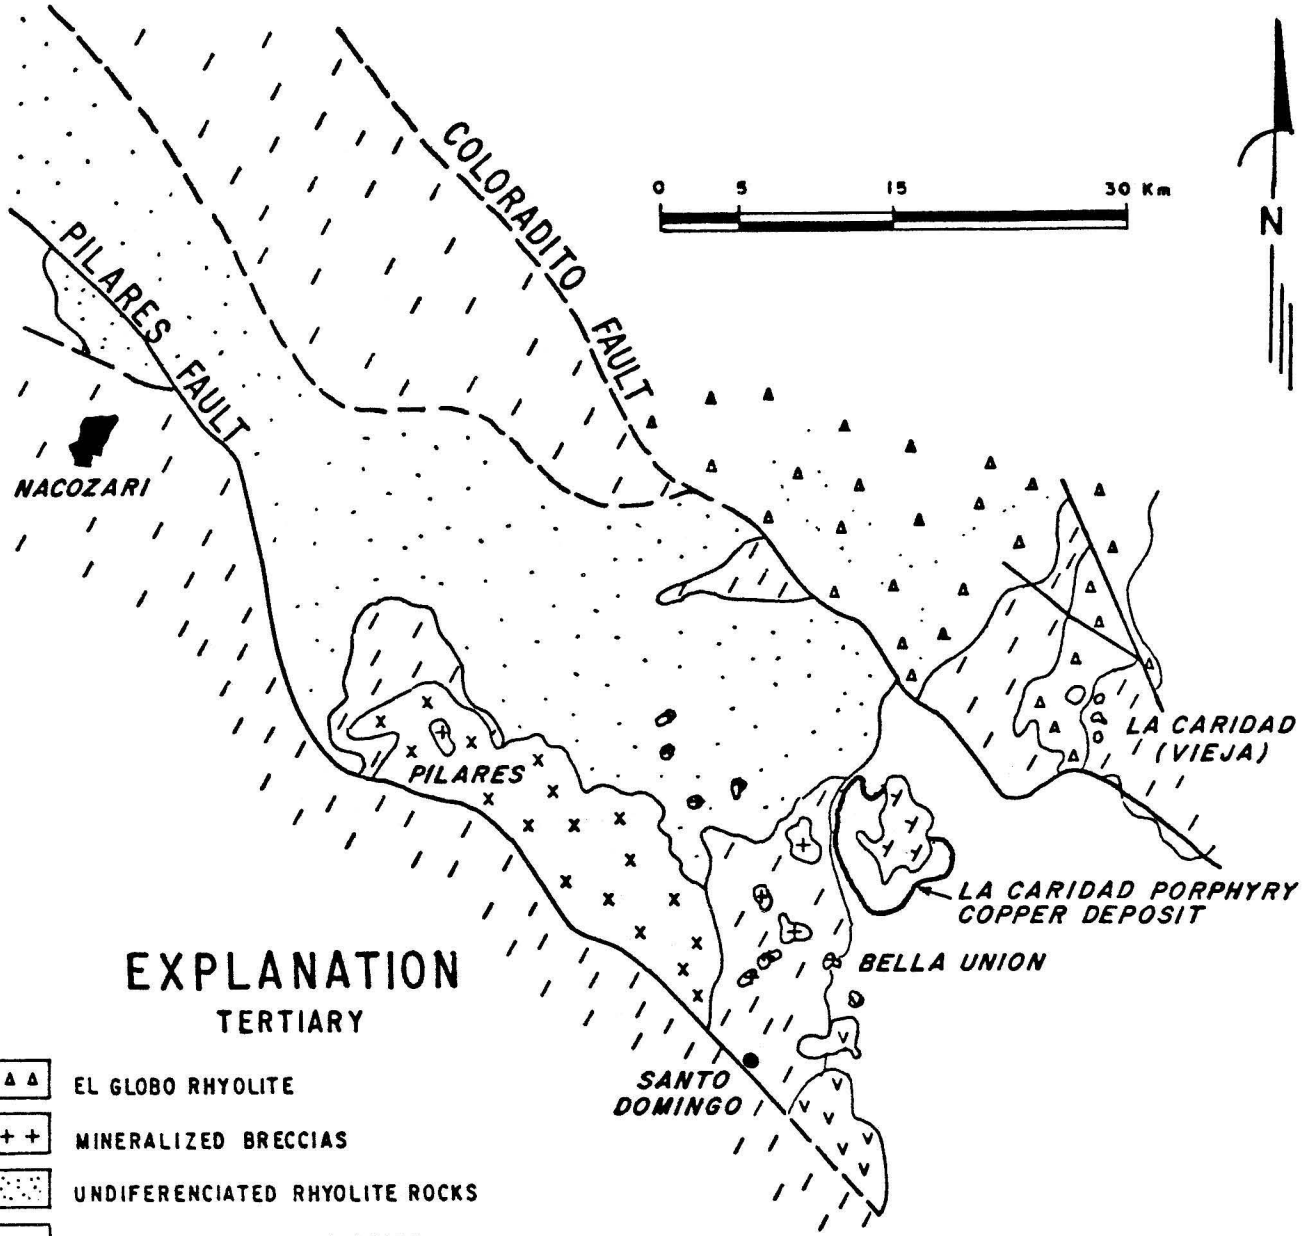 COLORADITO FAULT
0 5 15 30 Km
N
PILARES FAULT
NACOZARI
LA CARIDAD
(VIEJA)
PILARES
LA CARIDAD PORPHYRY
COPPER DEPOSIT
BELLA UNION
SANTO
DOMINGO
EXPLANATION
TERTIARY
EL GLOBO RHYOLITE
MINERALIZED BRECCIAS
UNDIFERENCIATED RHYOLITE ROCKS